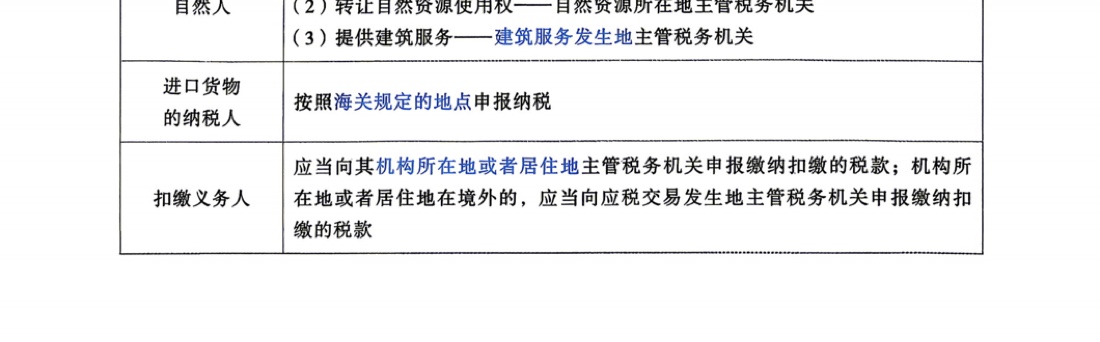 自然人
（2）转让自然资源使用权——自然资源所在地主管税务机关
（3）提供建筑服务——建筑服务发生地主管税务机关
进口货物
的纳税人
按照海关规定的地点申报纳税
扣缴义务人
应当向其机构所在地或者居住地主管税务机关申报缴纳扣缴的税款；机构所
在地或者居住地在境外的，应当向应税交易发生地主管税务机关申报缴纳扣
缴的税款